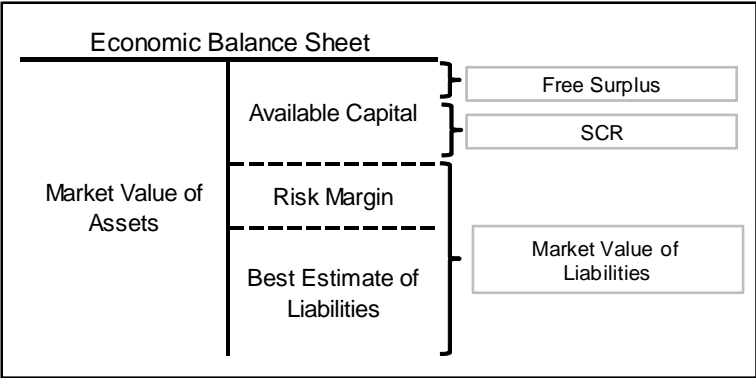 Economic Balance Sheet
Free Surplus
Available Capital
SCR
Market Value of
Assets
Risk Margin
Market Value of
Liabilities
Best Estimate of
Liabilities